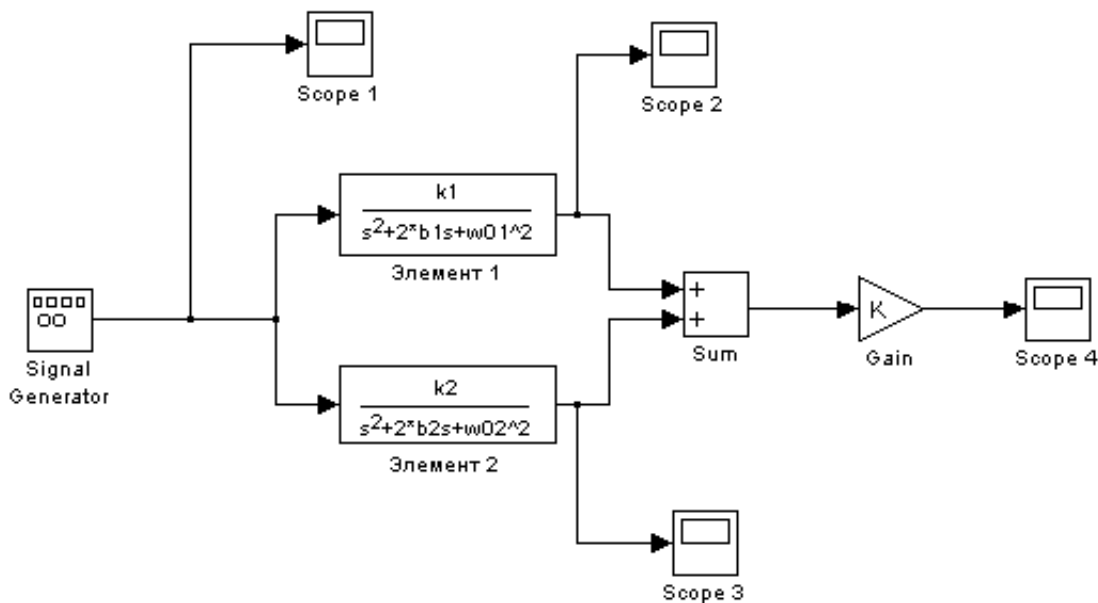 Scope 1
Scope 2
k1
s²+2*b1s+w01^2
Элемент 1
Signal
Generator
+
+
Sum
K
Gain
Scope 4
k2
s²+2*b2s+w02^2
Элемент 2
Scope 3